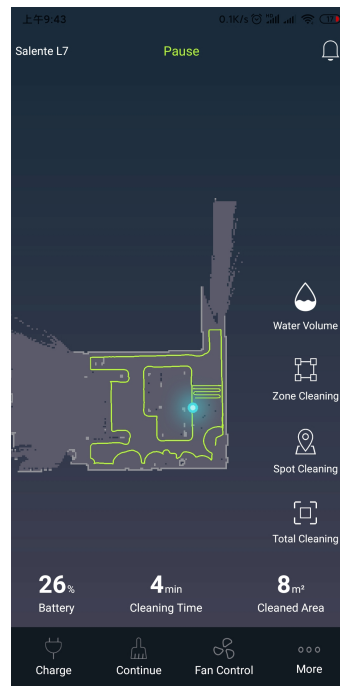 上午9:43 0.1K/s 17
Salente L7 Pause
Water Volume
Zone Cleaning
Spot Cleaning
Total Cleaning
26% 4min 8m²
Battery Cleaning Time Cleaned Area
Charge Continue Fan Control More